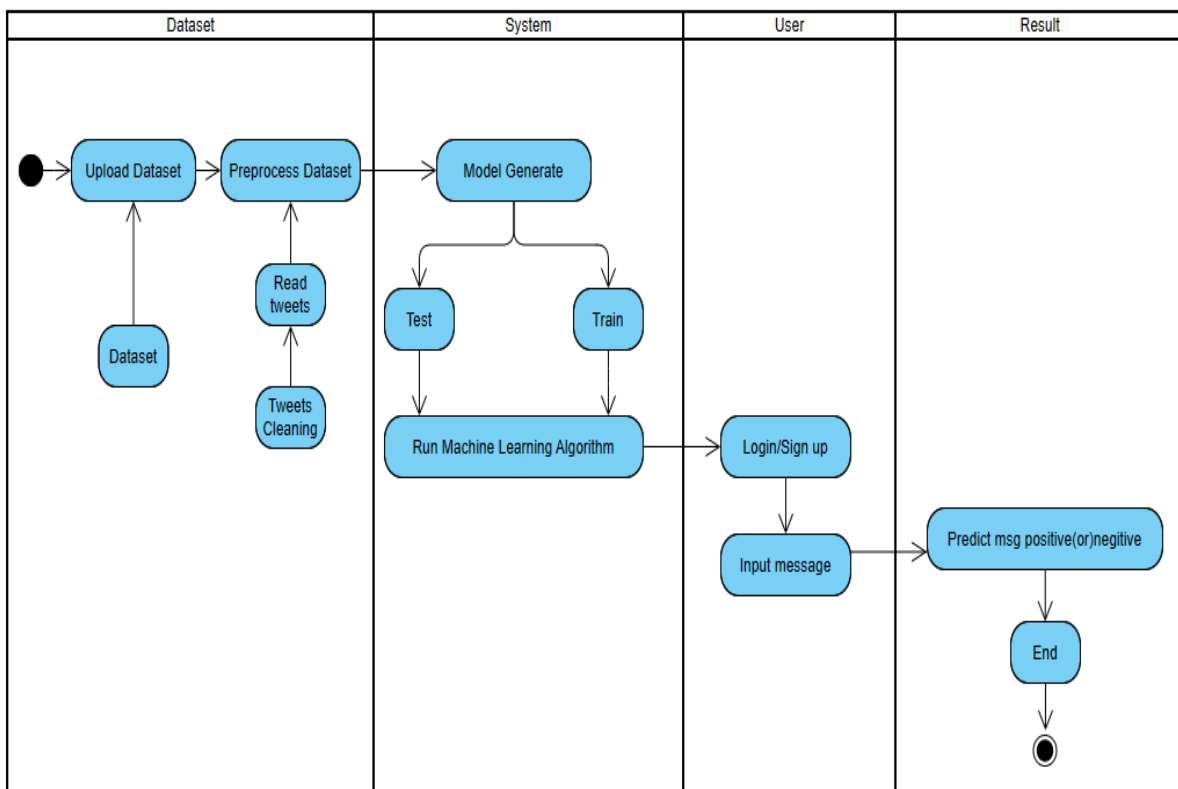 Dataset
System
User
Result
Upload Dataset
Preprocess Dataset
Model Generate
Read
tweets
Test
Train
Dataset
Tweets
Cleaning
Run Machine Learning Algorithm
Login/Sign up
Predict msg positive(or)negitive
Input message
End